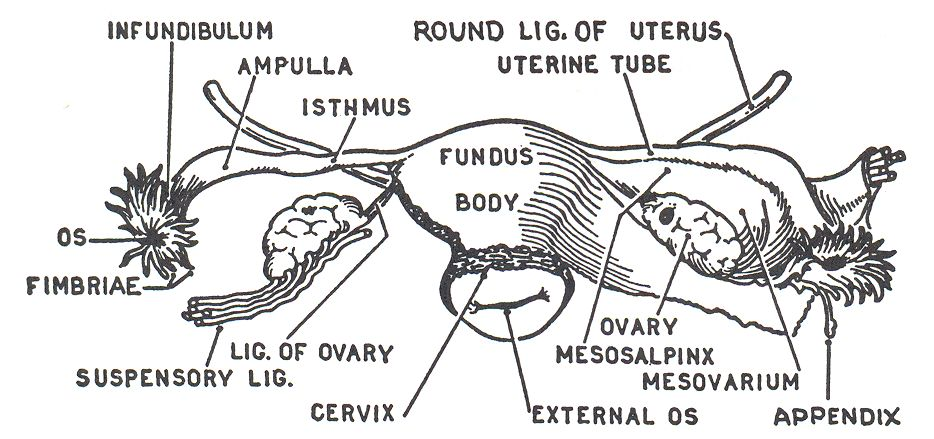 INFUNDIBULUM
ROUND LIG. OF UTERUS
AMPULLA
UTERINE TUBE
ISTHMUS
FUNDUS
BODY
OS
FIMBRIAE
OVARY
LIG. OF OVARY
MESOSALPINX
SUSPENSORY LIG.
MESOVARIUM
CERVIX
EXTERNAL OS
APPENDIX